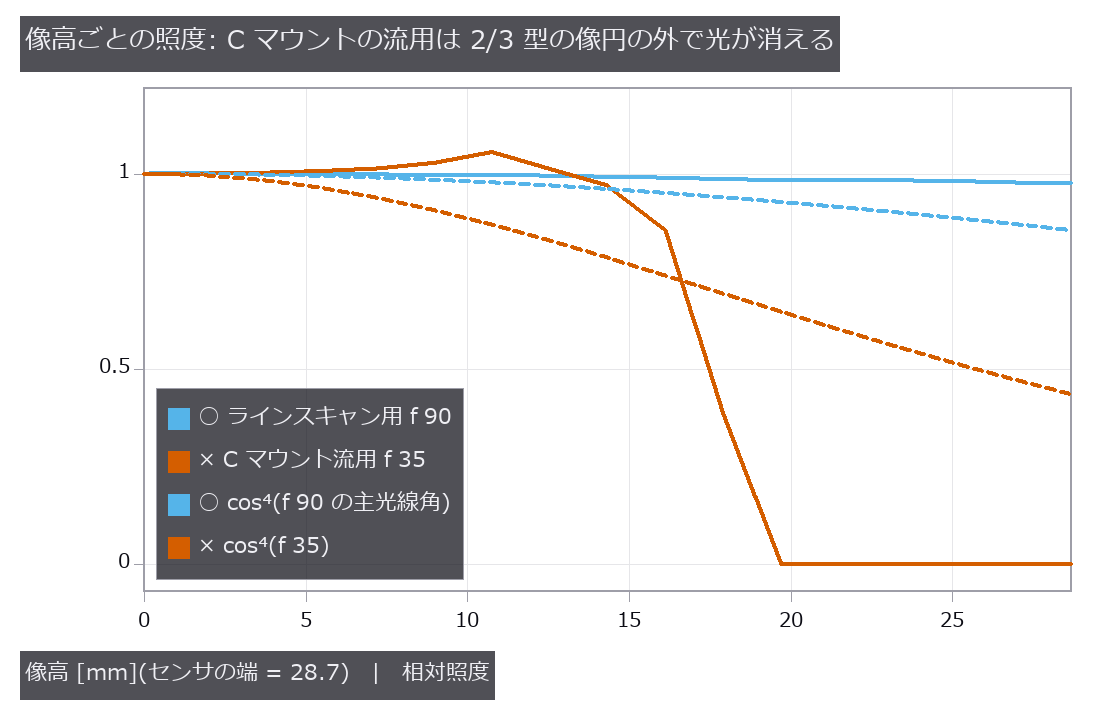 像高ごとの照度: C マウントの流用は 2/3 型の像円の外で光が消える
1
0.5
0
○ ラインスキャン用 f 90
× C マウント流用 f 35
○ cos⁴(f 90 の主光線角)
× cos⁴(f 35)
0 5 10 15 20 25
像高 [mm](センサの端 = 28.7) | 相対照度